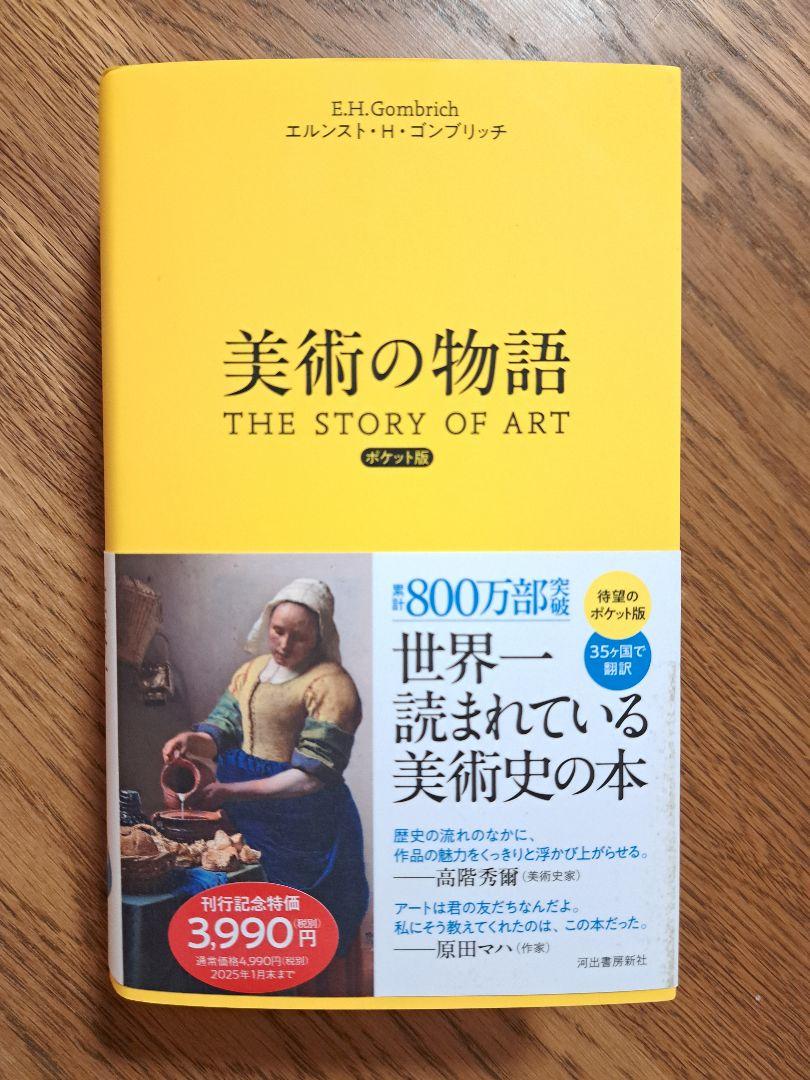 E.H.Gombrich
エルンスト・H・ゴンブリッチ
美術の物語
THE STORY OF ART
ポケット版
累計800万部突破
待望の
ポケット版
35ヶ国で
翻訳
世界一
読まれている
美術史の本
歴史の流れのなかに、
作品の魅力をくっきりと浮かび上がらせる。
――高階秀爾(美術史家)
アートは君の友だちなんだよ。
私にそう教えてくれたのは、この本だった。
――原田マハ(作家)
河出書房新社
刊行記念特価
3,990円(税別)
通常価格4,990円(税別)
2025年1月末まで